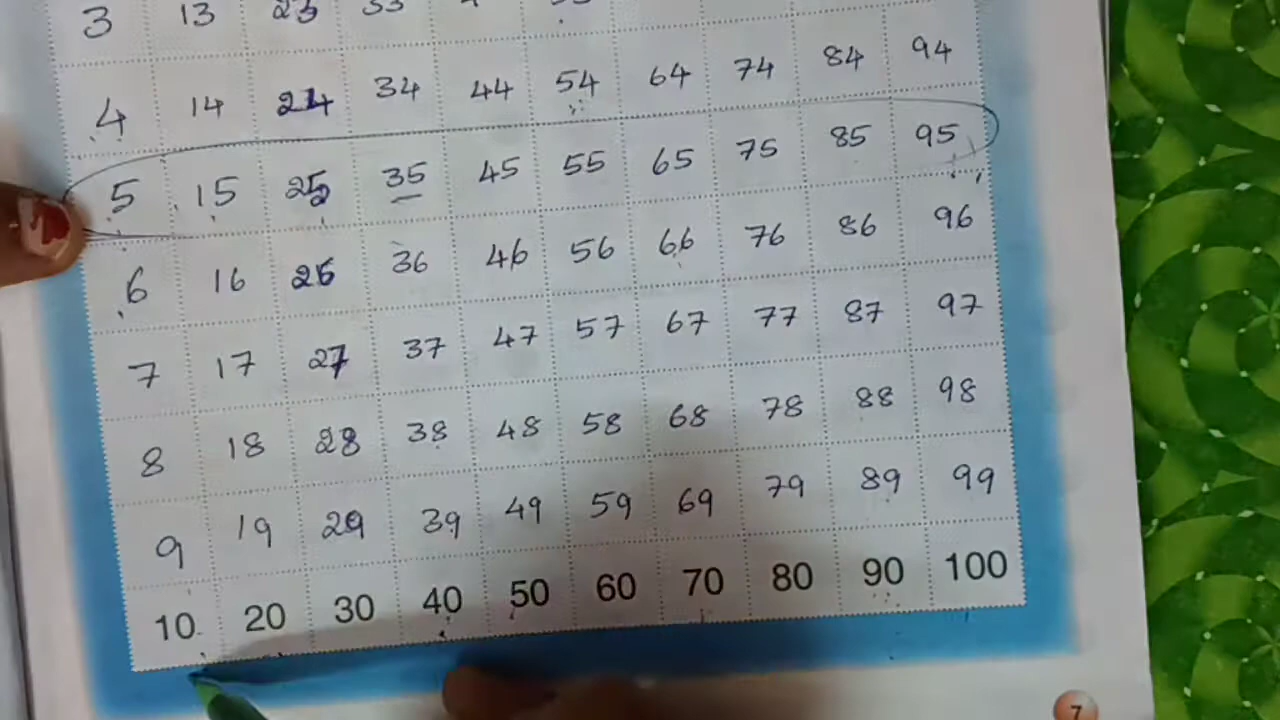 3 13 23 33
4 14 24 34 44 54 64 74 84 94
5 15 25 35 45 55 65 75 85 95
6 16 26 36 46 56 66 76 86 96
7 17 27 37 47 57 67 77 87 97
8 18 28 38 48 58 68 78 88 98
9 19 29 39 49 59 69 79 89 99
10 20 30 40 50 60 70 80 90 100
7